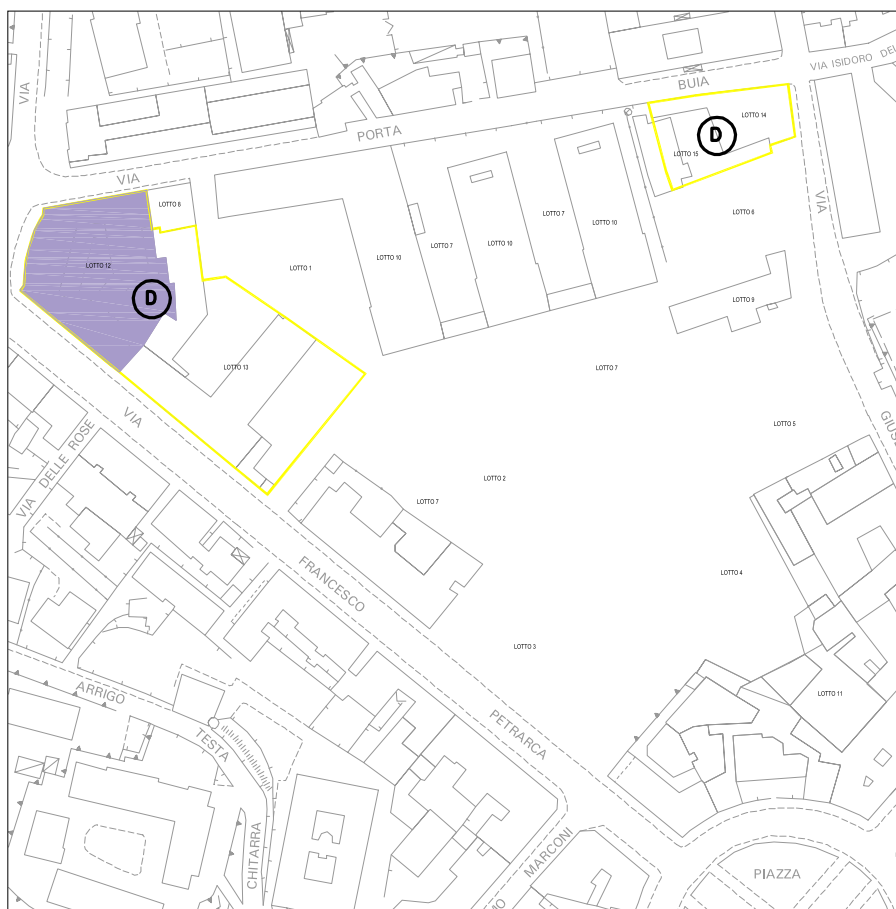 VIA
BUIA
VIA ISIDORO DEL
PORTA
VIA
LOTTO 14
D
LOTTO 15
VIA
LOTTO 8
LOTTO 6
LOTTO 7
LOTTO 10
LOTTO 7
LOTTO 10
LOTTO 10
LOTTO 12
LOTTO 1
D
LOTTO 9
LOTTO 13
LOTTO 7
VIA
LOTTO 5
GIUS
VIA DELLE ROSE
LOTTO 2
LOTTO 7
FRANCESCO
LOTTO 4
LOTTO 3
ARRIGO
TESTA
LOTTO 11
PETRARCA
CHITARRA
MARCONI
MO
PIAZZA